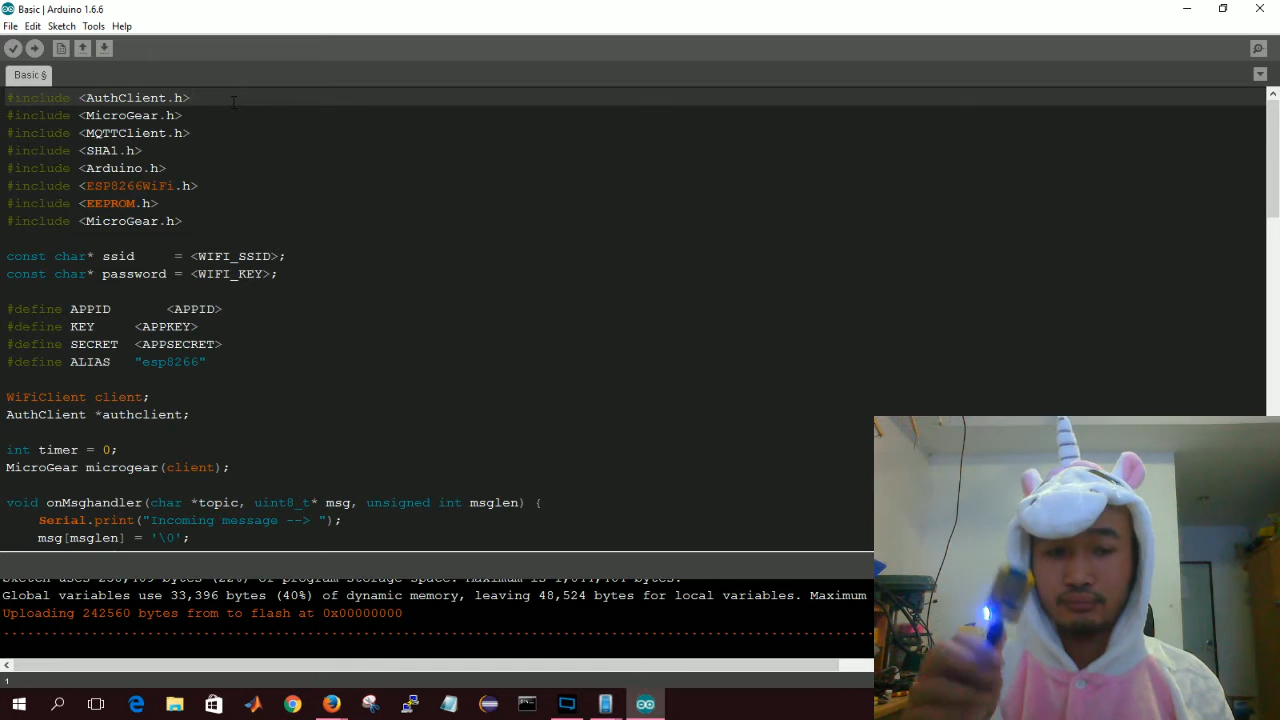 Basic | Arduino 1.6.6
File Edit Sketch Tools Help
Basic §
#include <AuthClient.h>
#include <MicroGear.h>
#include <MQTTClient.h>
#include <SHA1.h>
#include <Arduino.h>
#include <ESP8266WiFi.h>
#include <EEPROM.h>
#include <MicroGear.h>
const char* ssid     = <WIFI_SSID>;
const char* password = <WIFI_KEY>;
#define APPID       <APPID>
#define KEY     <APPKEY>
#define SECRET  <APPSECRET>
#define ALIAS   "esp8266"
WiFiClient client;
AuthClient *authclient;
int timer = 0;
MicroGear microgear(client);
void onMsghandler(char *topic, uint8_t* msg, unsigned int msglen) {
    Serial.print("Incoming message --> ");
    msg[msglen] = '\0';
Global variables use 33,396 bytes (40%) of dynamic memory, leaving 48,524 bytes for local variables. Maximum
Uploading 242560 bytes from to flash at 0x00000000
1